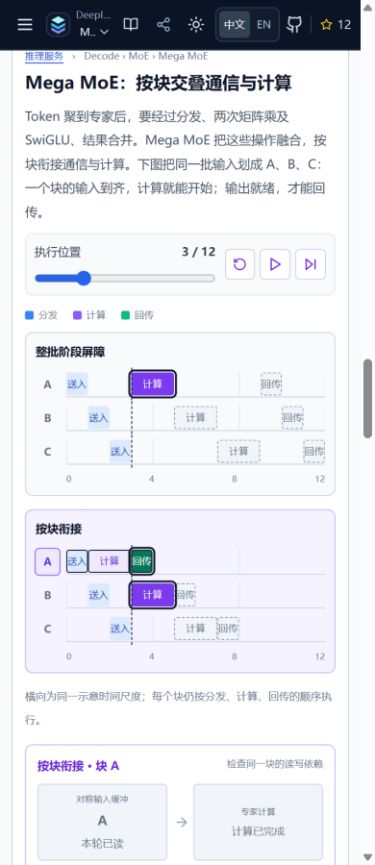 Deepl...
M..
中文
EN
12
推理服务 › Decode › MoE › Mega MoE
Mega MoE：按块交叠通信与计算
Token 聚到专家后，要经过分发、两次矩阵乘及
SwiGLU、结果合并。Mega MoE 把这些操作融合，按
块衔接通信与计算。下图把同一批输入划成 A、B、C：
一个块的输入到齐，计算就能开始；输出就绪，才能回
传。
执行位置
3 / 12
分发 计算 回传
整批阶段屏障
A 送入 计算 回传
B 送入 计算 回传
C 送入 计算 回传
0 4 8 12
按块衔接
A 送入 计算 回传
B 送入 计算 回传
C 送入 计算 回传
0 4 8 12
横向为同一示意时间尺度；每个块仍按分发、计算、回传的顺序执
行。
按块衔接 · 块 A
检查同一块的读写依赖
对称输入缓冲
A
本轮已读
→
专家计算
计算已完成